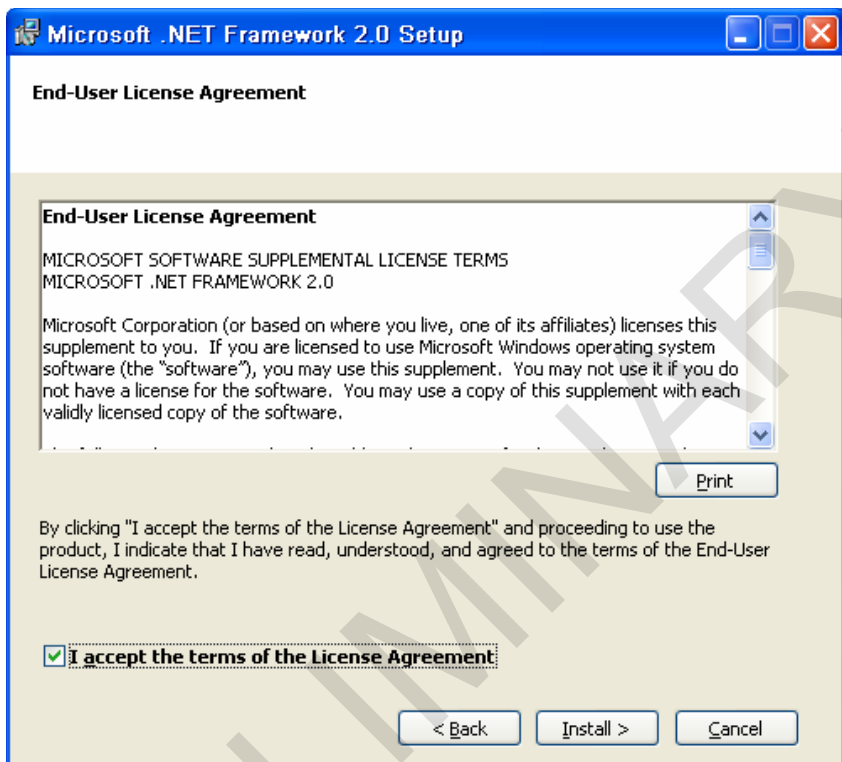 Microsoft .NET Framework 2.0 Setup
End-User License Agreement
End-User License Agreement
MICROSOFT SOFTWARE SUPPLEMENTAL LICENSE TERMS
MICROSOFT .NET FRAMEWORK 2.0
Microsoft Corporation (or based on where you live, one of its affiliates) licenses this
supplement to you.  If you are licensed to use Microsoft Windows operating system
software (the “software”), you may use this supplement.  You may not use it if you do
not have a license for the software.  You may use a copy of this supplement with each
validly licensed copy of the software.
Print
By clicking "I accept the terms of the License Agreement" and proceeding to use the
product, I indicate that I have read, understood, and agreed to the terms of the End-User
License Agreement.
I accept the terms of the License Agreement
< Back Install > Cancel